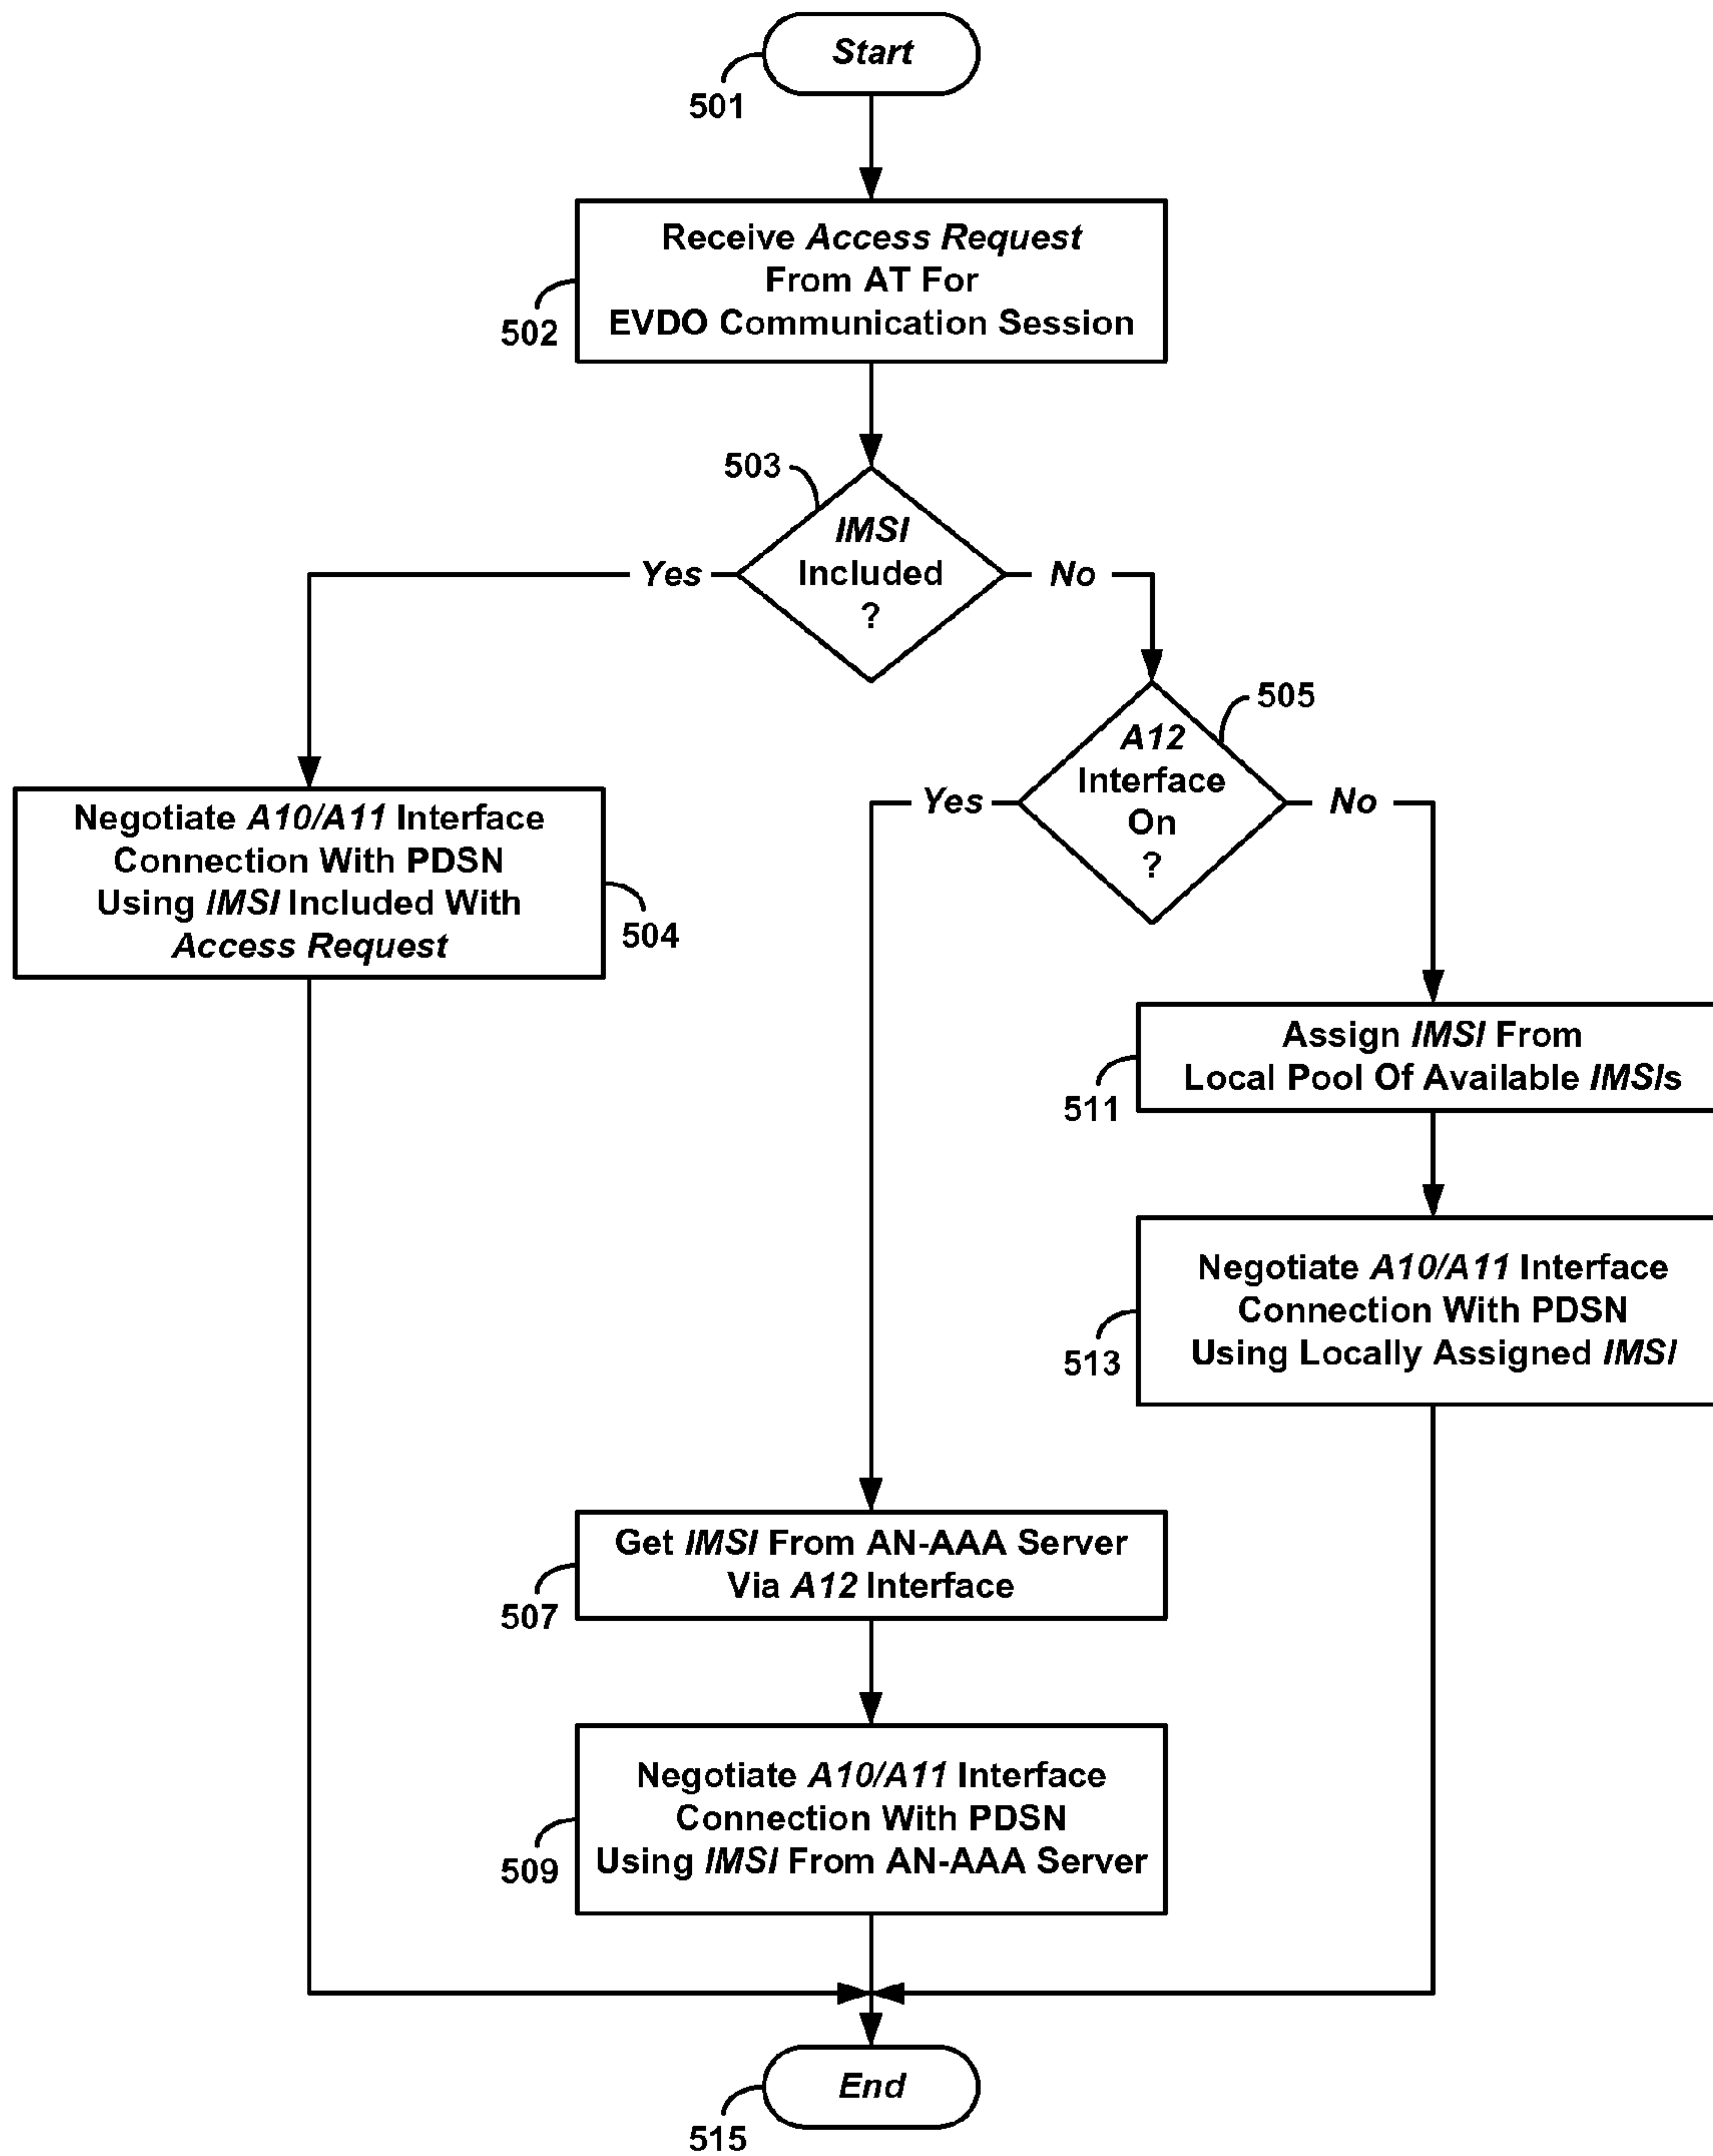 Start
501
Receive Access Request
From AT For
EVDO Communication Session
502
503
IMSI
Included
?
Yes
No
505
A12
Interface
On
?
Yes
No
Negotiate A10/A11 Interface
Connection With PDSN
Using IMSI Included With
Access Request
504
Assign IMSI From
Local Pool Of Available IMSIs
511
Negotiate A10/A11 Interface
Connection With PDSN
Using Locally Assigned IMSI
513
Get IMSI From AN-AAA Server
Via A12 Interface
507
Negotiate A10/A11 Interface
Connection With PDSN
Using IMSI From AN-AAA Server
509
End
515